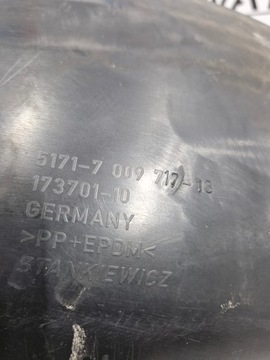 5171-7 009 717-13
173701-10
GERMANY
>PP+EPDM<
STANKIEWICZ